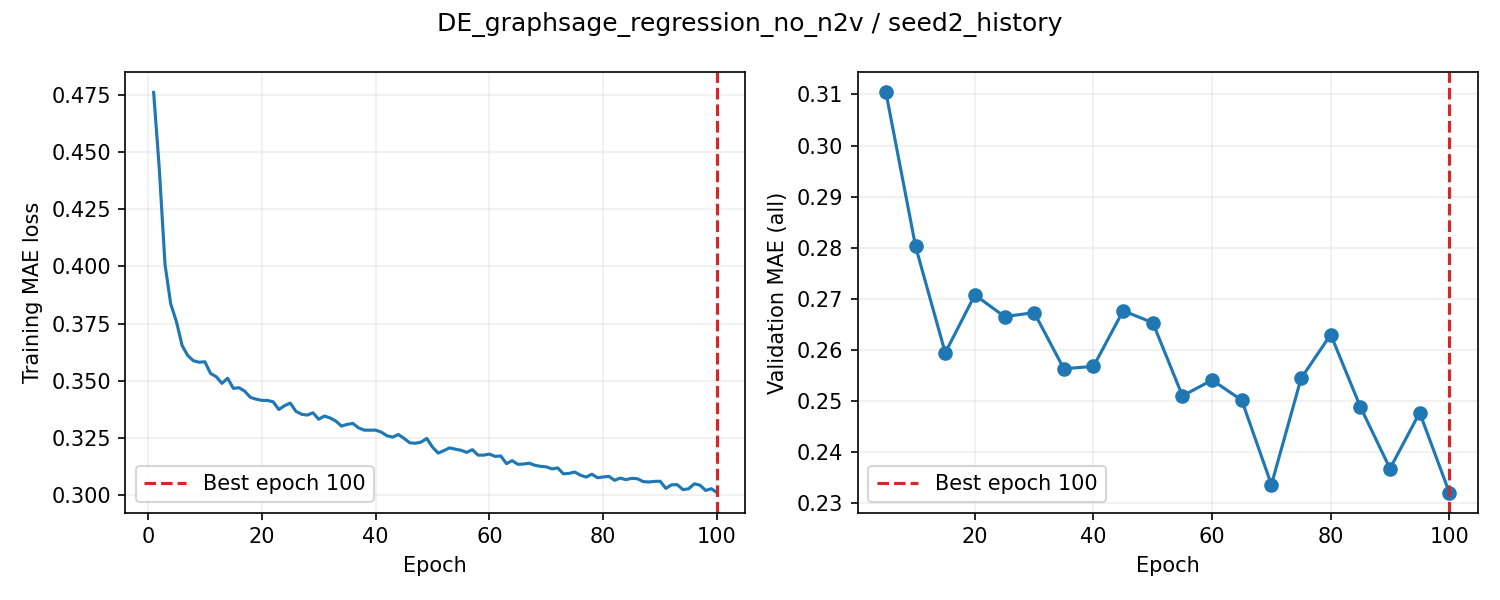 DE_graphsage_regression_no_n2v / seed2_history
Training MAE loss
0.475
0.450
0.425
0.400
0.375
0.350
0.325
0.300
Best epoch 100
0 20 40 60 80 100
Epoch
Validation MAE (all)
0.31
0.30
0.29
0.28
0.27
0.26
0.25
0.24
0.23
Best epoch 100
20 40 60 80 100
Epoch